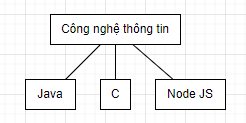 Công nghệ thông tin
Java
C
Node JS